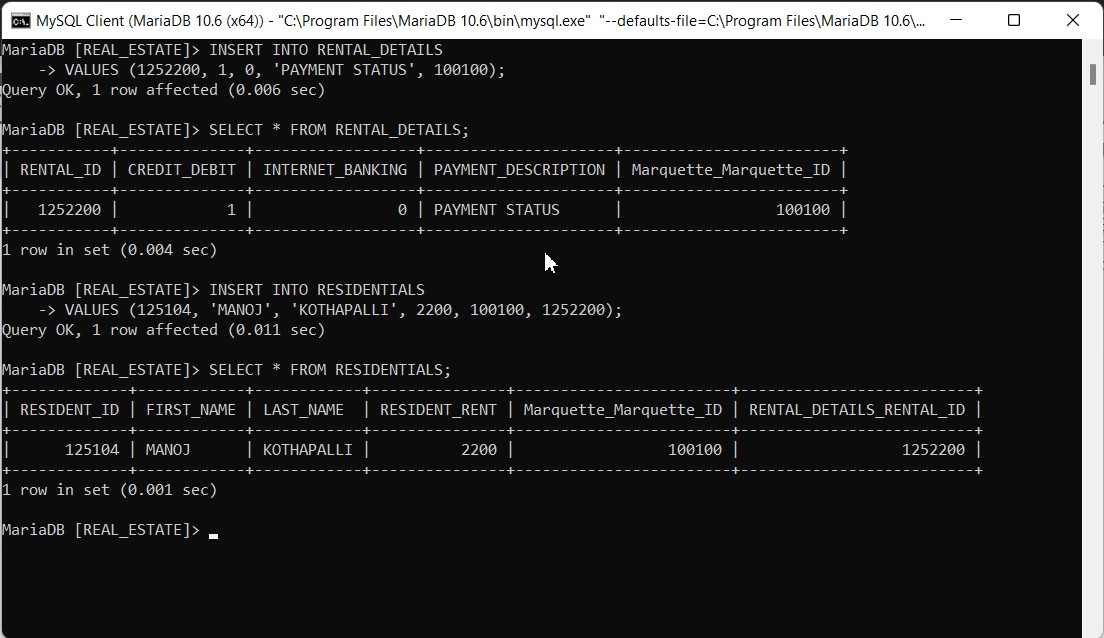 MySQL Client (MariaDB 10.6 (x64)) - "C:\Program Files\MariaDB 10.6\bin\mysql.exe"  "--defaults-file=C:\Program Files\MariaDB 10.6\...
MariaDB [REAL_ESTATE]> INSERT INTO RENTAL_DETAILS
    -> VALUES (1252200, 1, 0, 'PAYMENT STATUS', 100100);
Query OK, 1 row affected (0.006 sec)
MariaDB [REAL_ESTATE]> SELECT * FROM RENTAL_DETAILS;
+-----------+--------------+------------------+---------------------+------------------------+
| RENTAL_ID | CREDIT_DEBIT | INTERNET_BANKING | PAYMENT_DESCRIPTION | Marquette_Marquette_ID |
+-----------+--------------+------------------+---------------------+------------------------+
|   1252200 |            1 |                0 | PAYMENT STATUS      |                 100100 |
+-----------+--------------+------------------+---------------------+------------------------+
1 row in set (0.004 sec)
MariaDB [REAL_ESTATE]> INSERT INTO RESIDENTIALS
    -> VALUES (125104, 'MANOJ', 'KOTHAPALLI', 2200, 100100, 1252200);
Query OK, 1 row affected (0.011 sec)
MariaDB [REAL_ESTATE]> SELECT * FROM RESIDENTIALS;
+-------------+------------+------------+---------------+------------------------+--------------------------+
| RESIDENT_ID | FIRST_NAME | LAST_NAME  | RESIDENT_RENT | Marquette_Marquette_ID | RENTAL_DETAILS_RENTAL_ID |
+-------------+------------+------------+---------------+------------------------+--------------------------+
|      125104 | MANOJ      | KOTHAPALLI |          2200 |                 100100 |                  1252200 |
+-------------+------------+------------+---------------+------------------------+--------------------------+
1 row in set (0.001 sec)
MariaDB [REAL_ESTATE]>